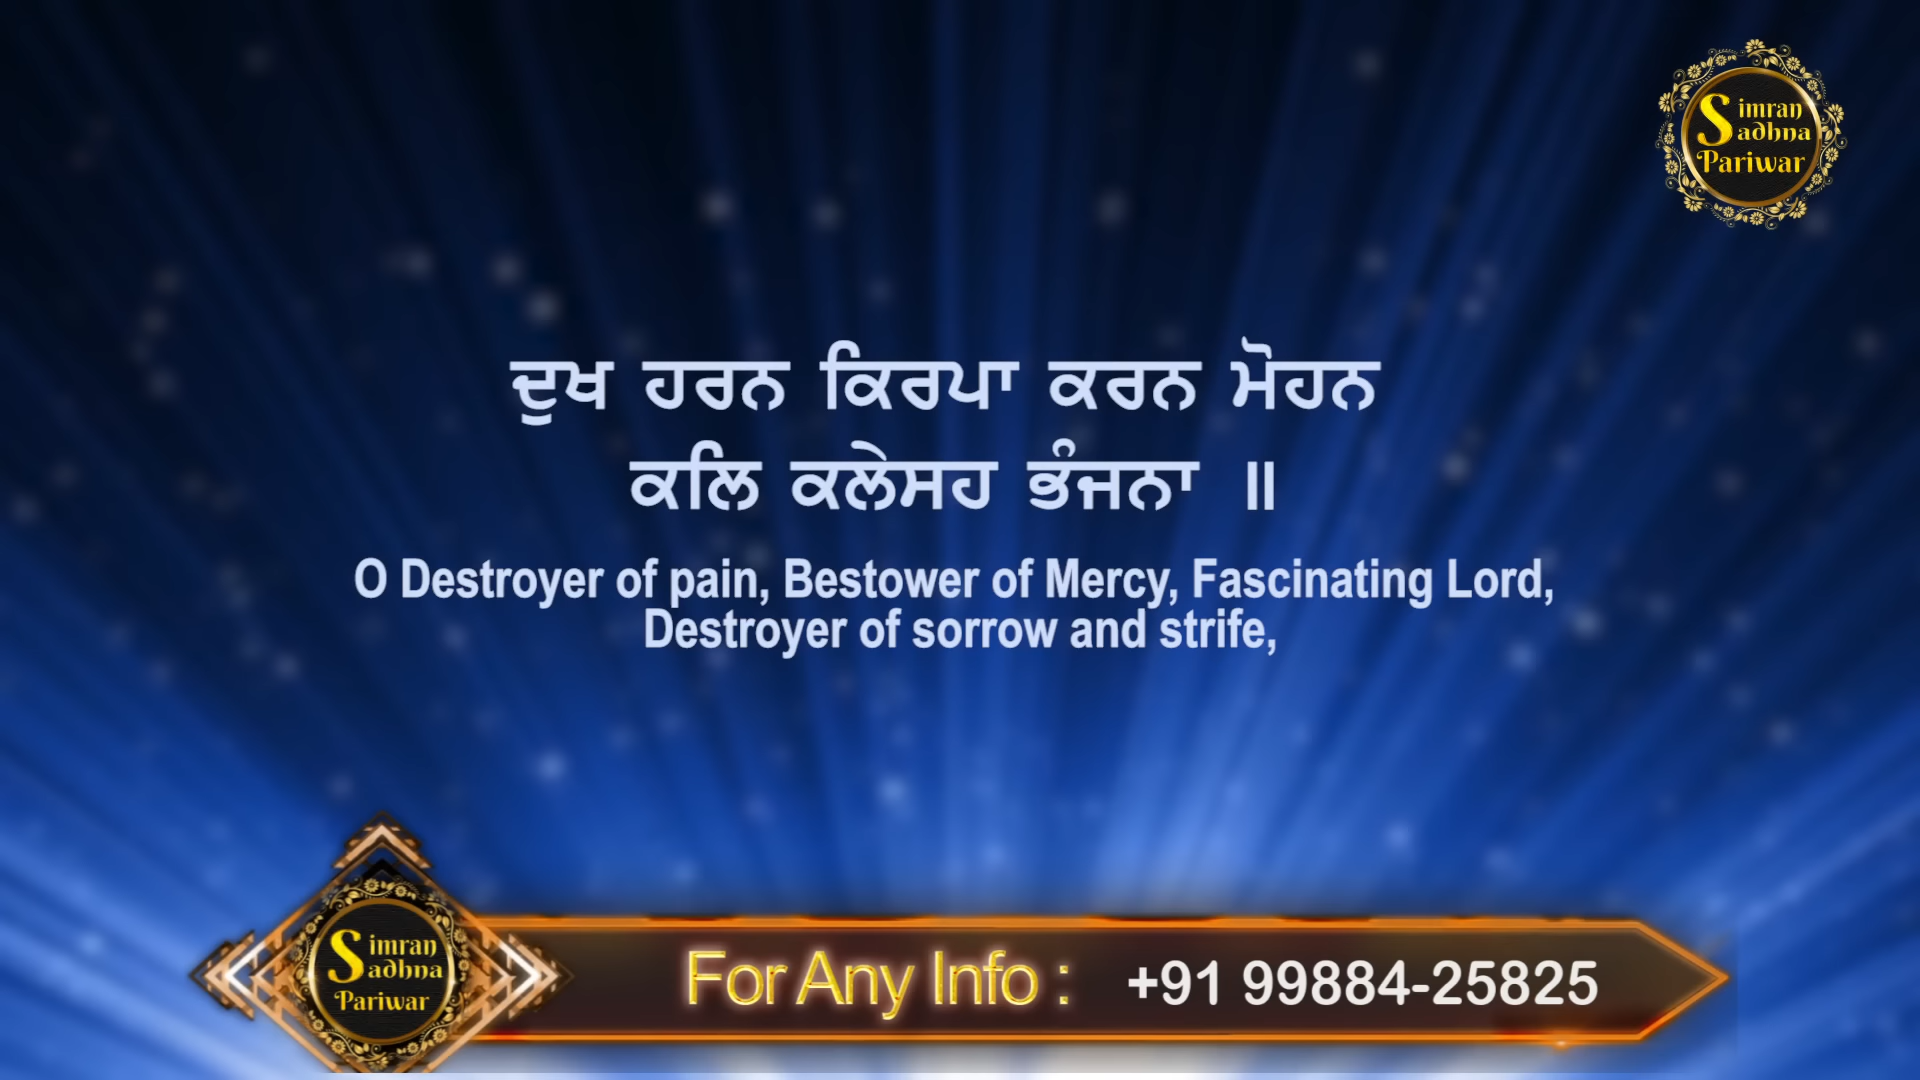 Simran
Sadhna
Pariwar
ਦੁਖ ਹਰਨ ਕਿਰਪਾ ਕਰਨ ਮੋਹਨ
ਕਲਿ ਕਲੇਸਹ ਭੰਜਨਾ ॥
O Destroyer of pain, Bestower of Mercy, Fascinating Lord,
Destroyer of sorrow and strife,
Simran
Sadhna
Pariwar
For Any Info : +91 99884-25825